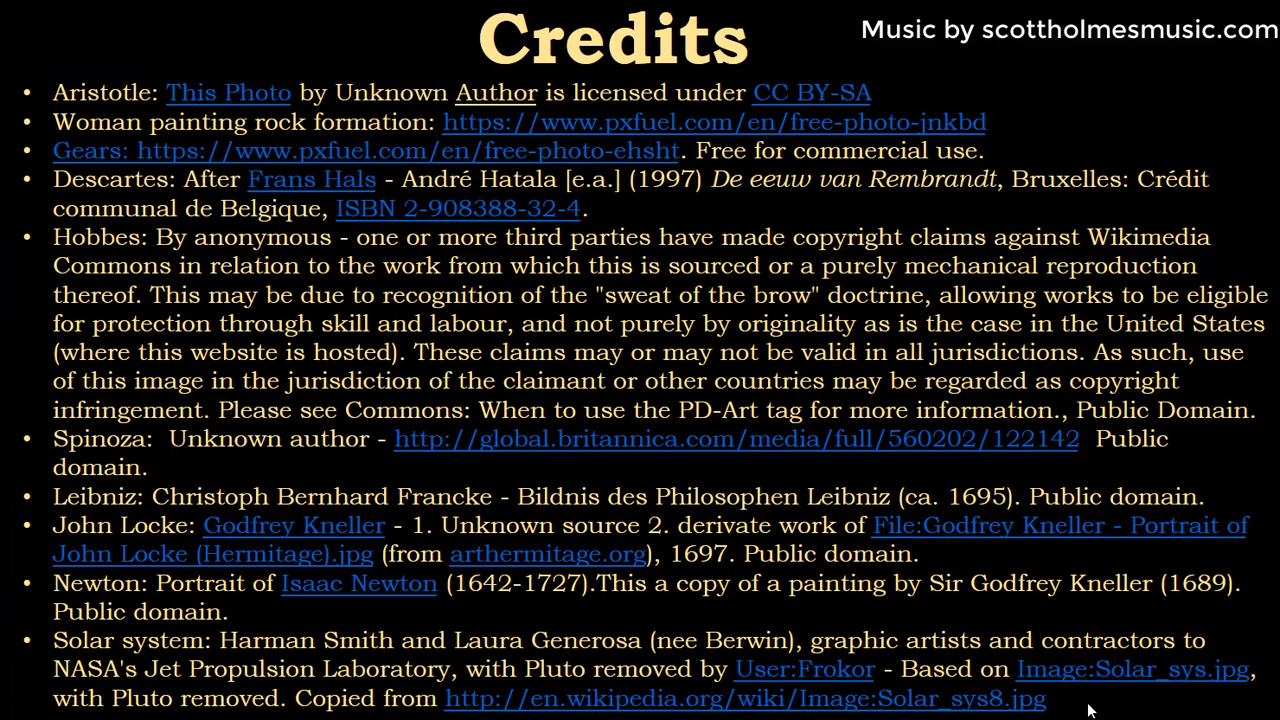 Credits
Music by scottholmesmusic.com
• Aristotle: This Photo by Unknown Author is licensed under CC BY-SA
• Woman painting rock formation: https://www.pxfuel.com/en/free-photo-jnkbd
• Gears: https://www.pxfuel.com/en/free-photo-ehsht. Free for commercial use.
• Descartes: After Frans Hals - André Hatala [e.a.] (1997) De eeuw van Rembrandt, Bruxelles: Crédit
communal de Belgique, ISBN 2-908388-32-4.
• Hobbes: By anonymous - one or more third parties have made copyright claims against Wikimedia
Commons in relation to the work from which this is sourced or a purely mechanical reproduction
thereof. This may be due to recognition of the "sweat of the brow" doctrine, allowing works to be eligible
for protection through skill and labour, and not purely by originality as is the case in the United States
(where this website is hosted). These claims may or may not be valid in all jurisdictions. As such, use
of this image in the jurisdiction of the claimant or other countries may be regarded as copyright
infringement. Please see Commons: When to use the PD-Art tag for more information., Public Domain.
• Spinoza:  Unknown author - http://global.britannica.com/media/full/560202/122142  Public
domain.
• Leibniz: Christoph Bernhard Francke - Bildnis des Philosophen Leibniz (ca. 1695). Public domain.
• John Locke: Godfrey Kneller - 1. Unknown source 2. derivate work of File:Godfrey Kneller - Portrait of
John Locke (Hermitage).jpg (from arthermitage.org), 1697. Public domain.
• Newton: Portrait of Isaac Newton (1642-1727).This a copy of a painting by Sir Godfrey Kneller (1689).
Public domain.
• Solar system: Harman Smith and Laura Generosa (nee Berwin), graphic artists and contractors to
NASA's Jet Propulsion Laboratory, with Pluto removed by User:Frokor - Based on Image:Solar_sys.jpg,
with Pluto removed. Copied from http://en.wikipedia.org/wiki/Image:Solar_sys8.jpg